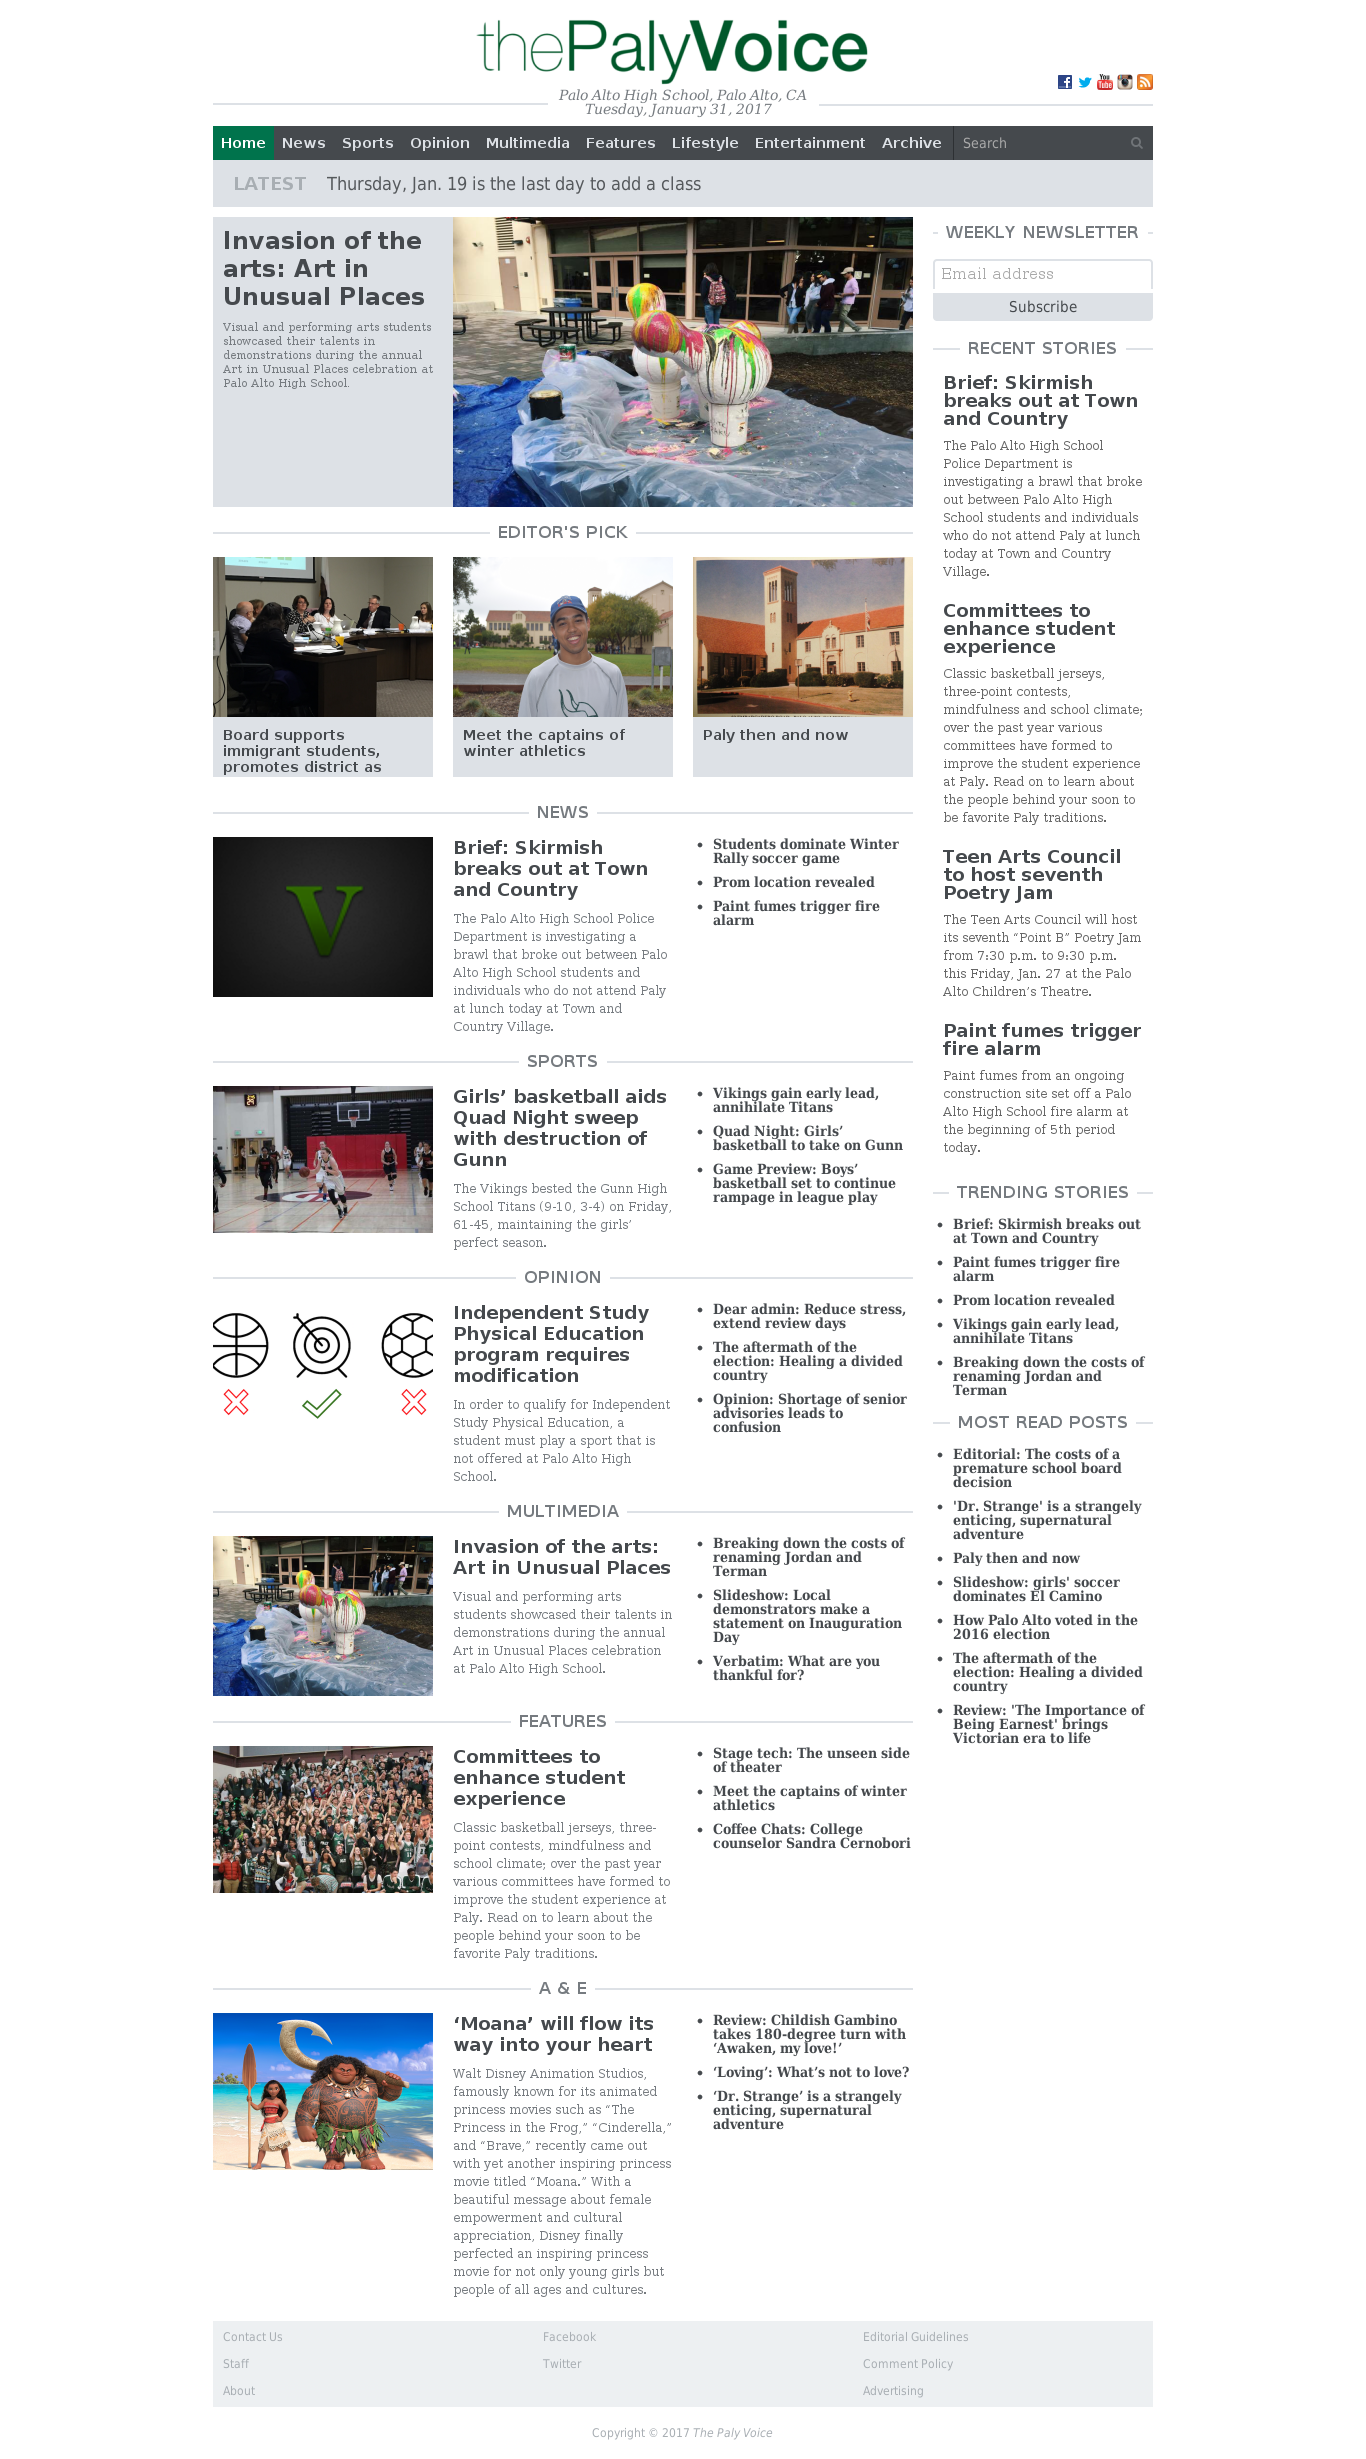 thePalyVoice
Palo Alto High School, Palo Alto, CA
Tuesday, January 31, 2017
Home News Sports Opinion Multimedia Features Lifestyle Entertainment Archive Search
LATEST Thursday, Jan. 19 is the last day to add a class
Invasion of the
arts: Art in
Unusual Places
Visual and performing arts students
showcased their talents in
demonstrations during the annual
Art in Unusual Places celebration at
Palo Alto High School.
EDITOR'S PICK
Board supports
immigrant students,
promotes district as
Meet the captains of
winter athletics
Paly then and now
NEWS
V
Brief: Skirmish
breaks out at Town
and Country
The Palo Alto High School Police
Department is investigating a
brawl that broke out between Palo
Alto High School students and
individuals who do not attend Paly
at lunch today at Town and
Country Village.
• Students dominate Winter
Rally soccer game
• Prom location revealed
• Paint fumes trigger fire
alarm
SPORTS
Girls’ basketball aids
Quad Night sweep
with destruction of
Gunn
The Vikings bested the Gunn High
School Titans (9-10, 3-4) on Friday,
61-45, maintaining the girls’
perfect season.
• Vikings gain early lead,
annihilate Titans
• Quad Night: Girls’
basketball to take on Gunn
• Game Preview: Boys’
basketball set to continue
rampage in league play
OPINION
Independent Study
Physical Education
program requires
modification
In order to qualify for Independent
Study Physical Education, a
student must play a sport that is
not offered at Palo Alto High
School.
• Dear admin: Reduce stress,
extend review days
• The aftermath of the
election: Healing a divided
country
• Opinion: Shortage of senior
advisories leads to
confusion
MULTIMEDIA
Invasion of the arts:
Art in Unusual Places
Visual and performing arts
students showcased their talents in
demonstrations during the annual
Art in Unusual Places celebration
at Palo Alto High School.
• Breaking down the costs of
renaming Jordan and
Terman
• Slideshow: Local
demonstrators make a
statement on Inauguration
Day
• Verbatim: What are you
thankful for?
FEATURES
Committees to
enhance student
experience
Classic basketball jerseys, three-
point contests, mindfulness and
school climate; over the past year
various committees have formed to
improve the student experience at
Paly. Read on to learn about the
people behind your soon to be
favorite Paly traditions.
• Stage tech: The unseen side
of theater
• Meet the captains of winter
athletics
• Coffee Chats: College
counselor Sandra Cernobori
A & E
‘Moana’ will flow its
way into your heart
Walt Disney Animation Studios,
famously known for its animated
princess movies such as “The
Princess in the Frog,” “Cinderella,”
and “Brave,” recently came out
with yet another inspiring princess
movie titled “Moana.” With a
beautiful message about female
empowerment and cultural
appreciation, Disney finally
perfected an inspiring princess
movie for not only young girls but
people of all ages and cultures.
• Review: Childish Gambino
takes 180-degree turn with
‘Awaken, my love!’
• ‘Loving’: What’s not to love?
• ‘Dr. Strange’ is a strangely
enticing, supernatural
adventure
WEEKLY NEWSLETTER
Email address
Subscribe
RECENT STORIES
Brief: Skirmish
breaks out at Town
and Country
The Palo Alto High School
Police Department is
investigating a brawl that broke
out between Palo Alto High
School students and individuals
who do not attend Paly at lunch
today at Town and Country
Village.
Committees to
enhance student
experience
Classic basketball jerseys,
three-point contests,
mindfulness and school climate;
over the past year various
committees have formed to
improve the student experience
at Paly. Read on to learn about
the people behind your soon to
be favorite Paly traditions.
Teen Arts Council
to host seventh
Poetry Jam
The Teen Arts Council will host
its seventh “Point B” Poetry Jam
from 7:30 p.m. to 9:30 p.m.
this Friday, Jan. 27 at the Palo
Alto Children’s Theatre.
Paint fumes trigger
fire alarm
Paint fumes from an ongoing
construction site set off a Palo
Alto High School fire alarm at
the beginning of 5th period
today.
TRENDING STORIES
• Brief: Skirmish breaks out
at Town and Country
• Paint fumes trigger fire
alarm
• Prom location revealed
• Vikings gain early lead,
annihilate Titans
• Breaking down the costs of
renaming Jordan and
Terman
MOST READ POSTS
• Editorial: The costs of a
premature school board
decision
• 'Dr. Strange' is a strangely
enticing, supernatural
adventure
• Paly then and now
• Slideshow: girls' soccer
dominates El Camino
• How Palo Alto voted in the
2016 election
• The aftermath of the
election: Healing a divided
country
• Review: 'The Importance of
Being Earnest' brings
Victorian era to life
Contact Us Facebook Editorial Guidelines
Staff Twitter Comment Policy
About Advertising
Copyright © 2017 The Paly Voice